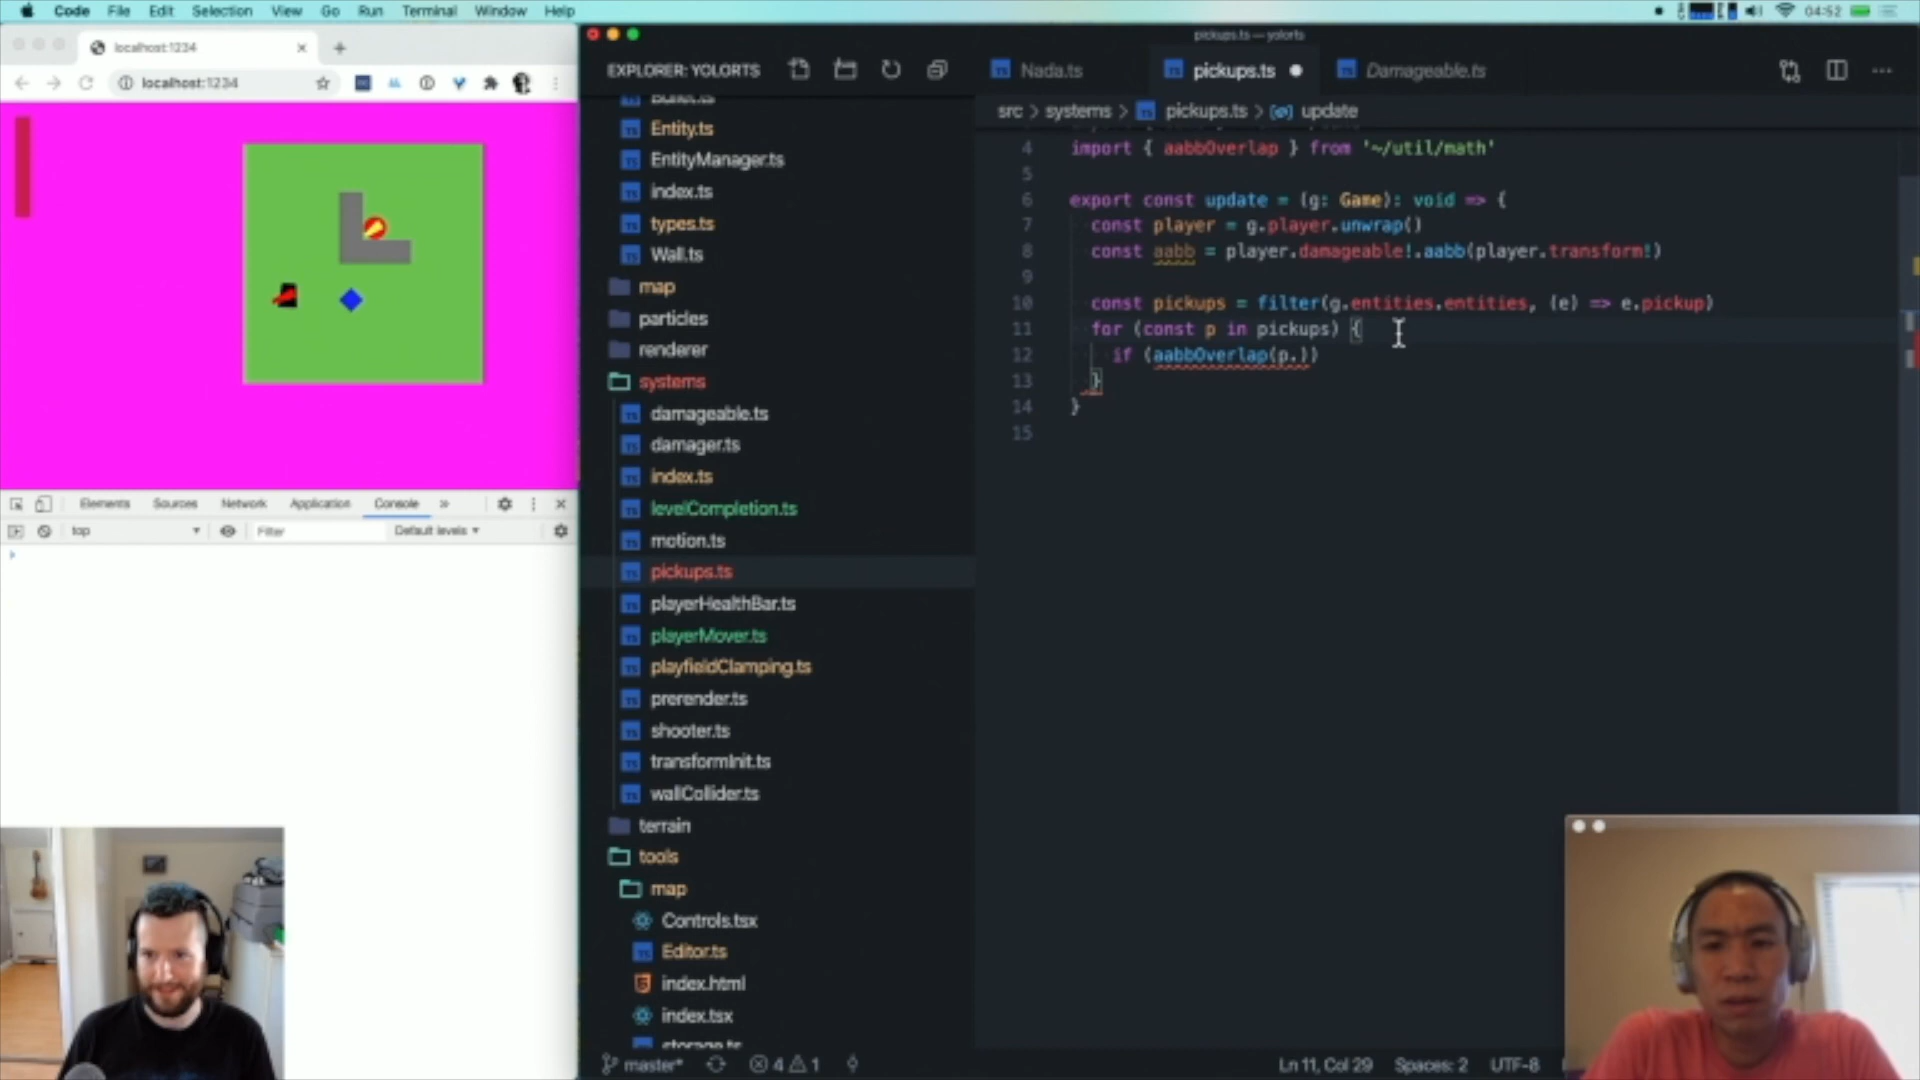 Code File Edit Selection View Go Run Terminal Window Help
04:52
localhost:1234
localhost:1234
Elements Sources Network Application Console
top Filter Default levels
pickups.ts — yolorts
EXPLORER: YOLORTS
Bullet.ts
Entity.ts
EntityManager.ts
index.ts
types.ts
Wall.ts
map
particles
renderer
systems
damageable.ts
damager.ts
index.ts
levelCompletion.ts
motion.ts
pickups.ts
playerHealthBar.ts
playerMover.ts
playfieldClamping.ts
prerender.ts
shooter.ts
transformInit.ts
wallCollider.ts
terrain
tools
map
Controls.tsx
Editor.ts
index.html
index.tsx
storage.ts
Nada.ts pickups.ts Damageable.ts
src > systems > pickups.ts > update
4 import { aabbOverlap } from '~/util/math'
5
6 export const update = (g: Game): void => {
7 const player = g.player.unwrap()
8 const aabb = player.damageable!.aabb(player.transform!)
9
10 const pickups = filter(g.entities.entities, (e) => e.pickup)
11 for (const p in pickups) {
12 if (aabbOverlap(p.))
13 }
14 }
15
master* 4 1 Ln 11, Col 29 Spaces: 2 UTF-8